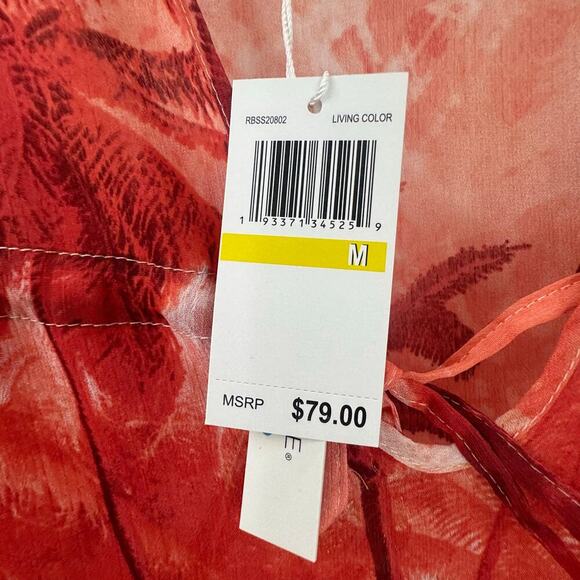 RBSS20802 LIVING COLOR
1 93371 34525 9
M
MSRP $79.00
E®